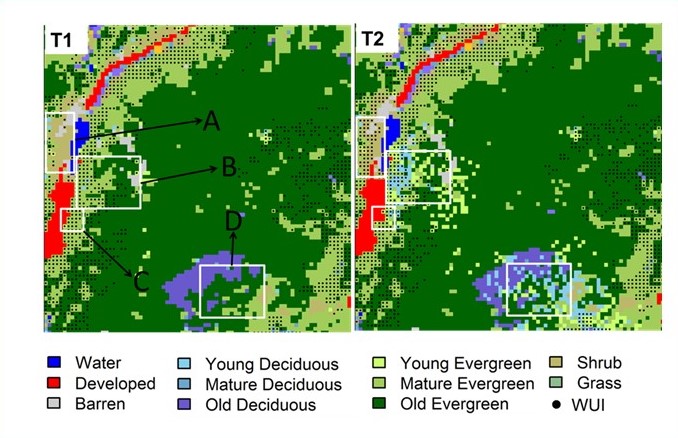 T1
T2
A
B
C
D
Water
Young Deciduous
Young Evergreen
Shrub
Developed
Mature Deciduous
Mature Evergreen
Grass
Barren
Old Deciduous
Old Evergreen
WUI